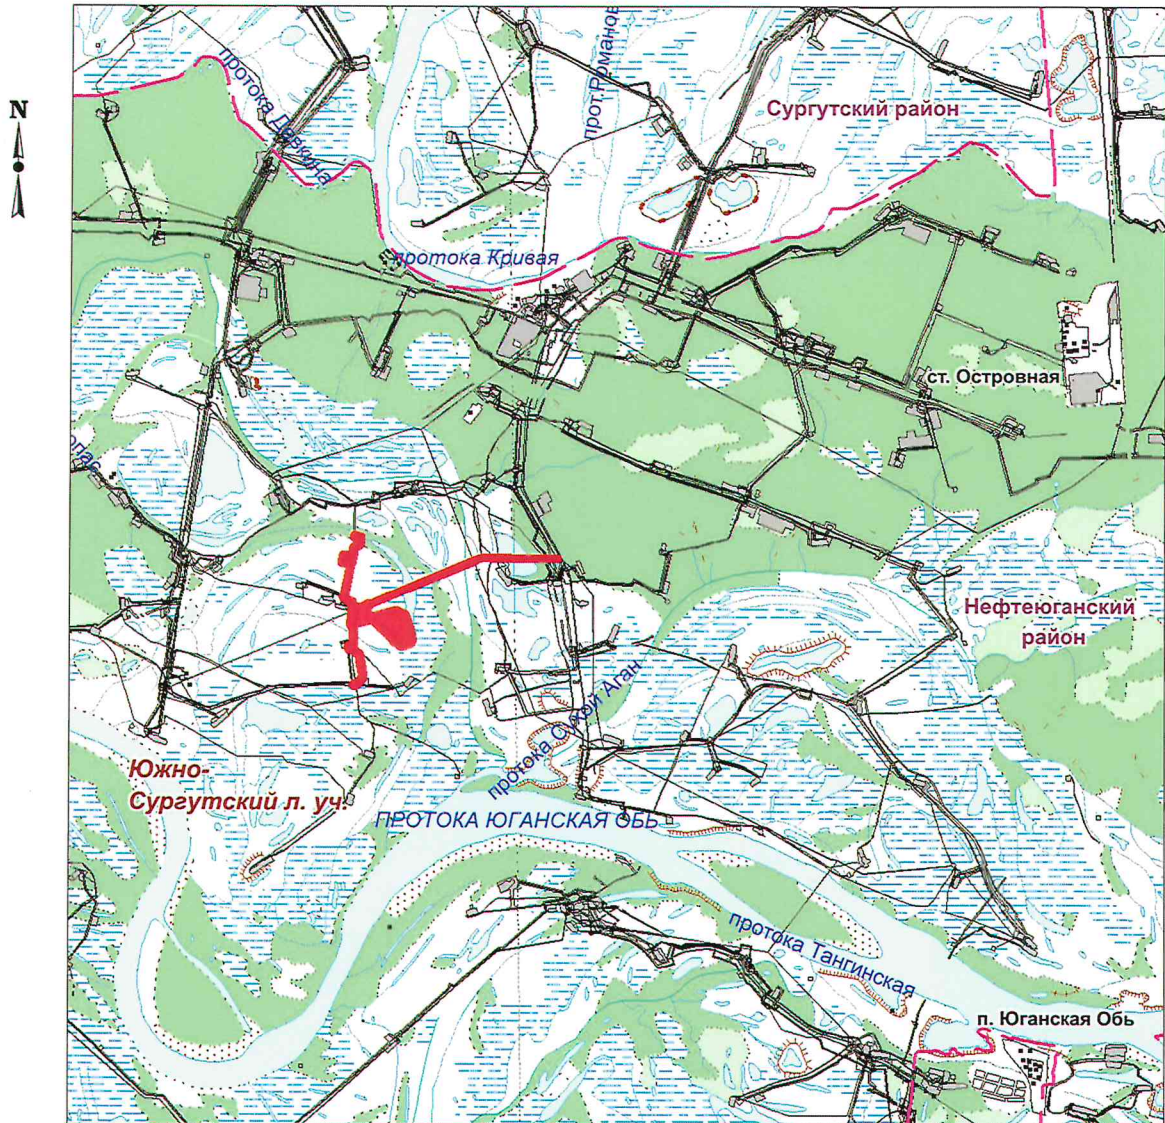 N
протока Девкина
прот.Романов
Сургутский район
протока Кривая
ст. Островная
Нефтеюганский
район
протока Сухой Аган
Южно-
Сургутский л. уч.
ПРОТОКА ЮГАНСКАЯ ОБЬ
протока Тангинская
п. Юганская Обь